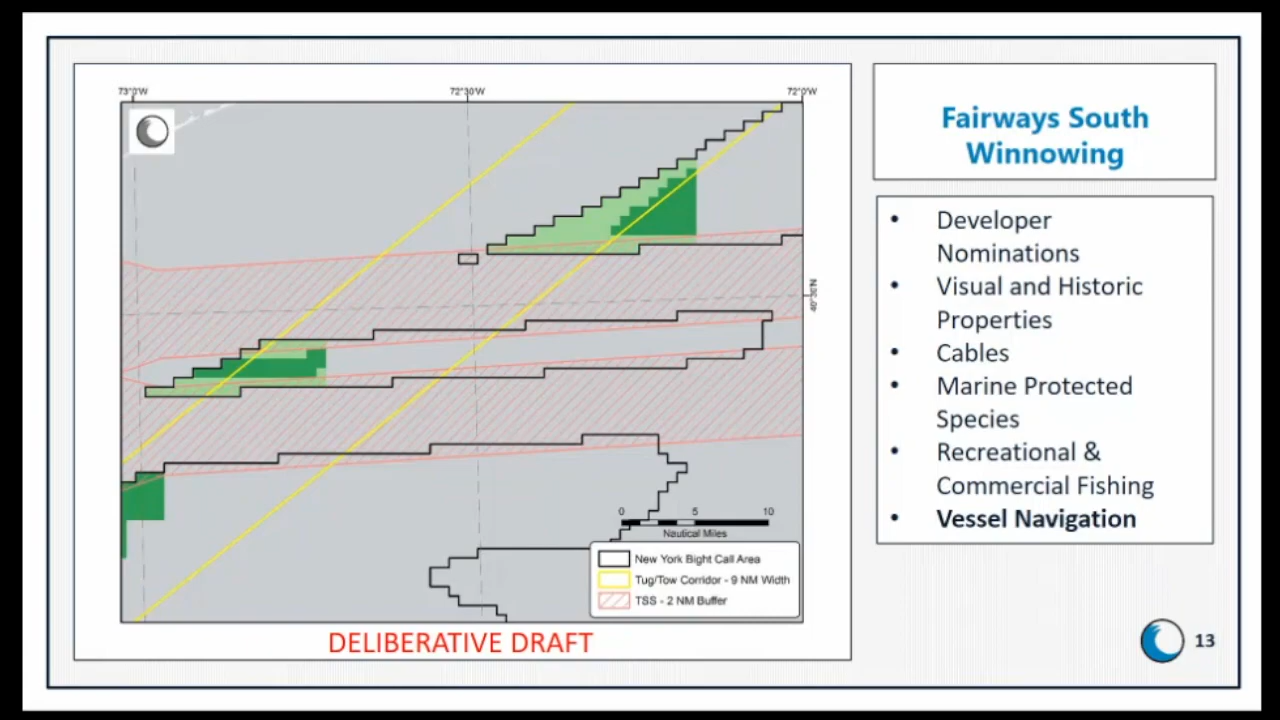 73°0'W
72°30'W
72°0'W
40°30'N
0
5
10
Nautical Miles
New York Bight Call Area
Tug/Tow Corridor - 9 NM Width
TSS - 2 NM Buffer
DELIBERATIVE DRAFT
Fairways South
Winnowing
• Developer
Nominations
• Visual and Historic
Properties
• Cables
• Marine Protected
Species
• Recreational &
Commercial Fishing
• Vessel Navigation
13